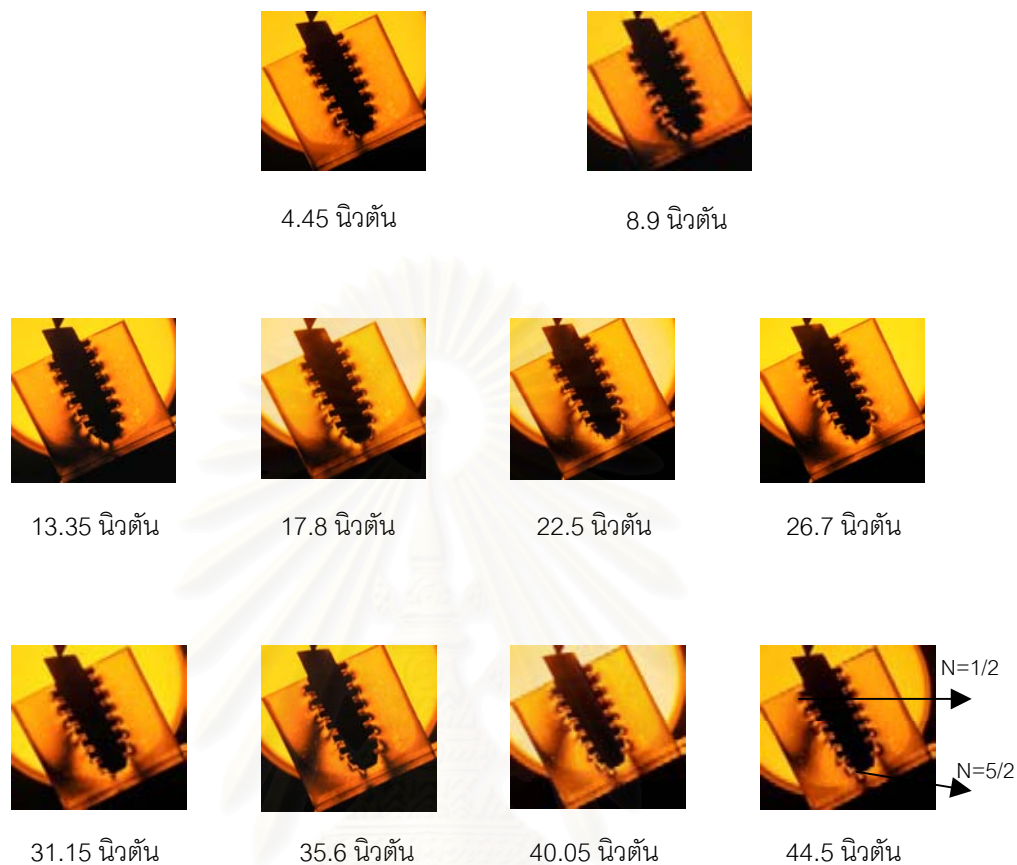 4.45 นิวตัน
8.9 นิวตัน
13.35 นิวตัน
17.8 นิวตัน
22.5 นิวตัน
26.7 นิวตัน
N=1/2
N=5/2
31.15 นิวตัน
35.6 นิวตัน
40.05 นิวตัน
44.5 นิวตัน